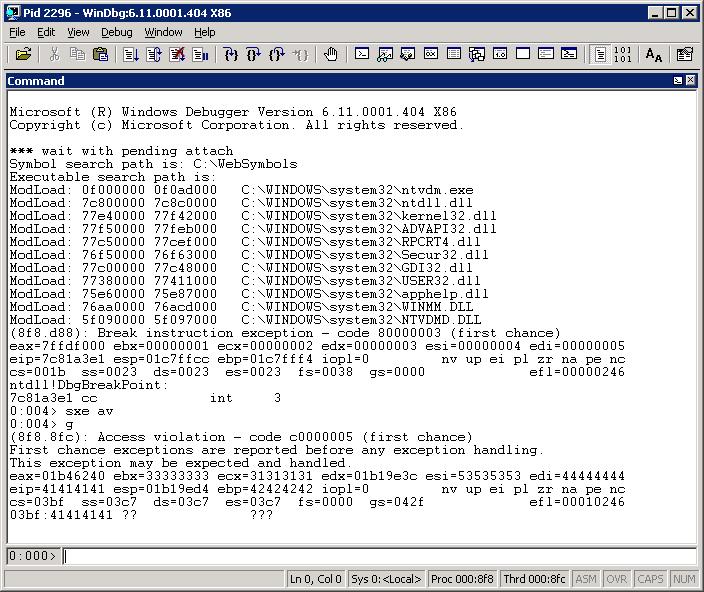 Pid 2296 - WinDbg:6.11.0001.404 X86
File Edit View Debug Window Help
101
101
AA
Command
Microsoft (R) Windows Debugger Version 6.11.0001.404 X86
Copyright (c) Microsoft Corporation. All rights reserved.
*** wait with pending attach
Symbol search path is: C:\WebSymbols
Executable search path is:
ModLoad: 0f000000 0f0ad000   C:\WINDOWS\system32\ntvdm.exe
ModLoad: 7c800000 7c8c0000   C:\WINDOWS\system32\ntdll.dll
ModLoad: 77e40000 77f42000   C:\WINDOWS\system32\kernel32.dll
ModLoad: 77f50000 77feb000   C:\WINDOWS\system32\ADVAPI32.dll
ModLoad: 77c50000 77cef000   C:\WINDOWS\system32\RPCRT4.dll
ModLoad: 76f50000 76f63000   C:\WINDOWS\system32\Secur32.dll
ModLoad: 77c00000 77c48000   C:\WINDOWS\system32\GDI32.dll
ModLoad: 77380000 77411000   C:\WINDOWS\system32\USER32.dll
ModLoad: 75e60000 75e87000   C:\WINDOWS\system32\apphelp.dll
ModLoad: 76aa0000 76acd000   C:\WINDOWS\system32\WINMM.DLL
ModLoad: 5f090000 5f097000   C:\WINDOWS\system32\NTVDMD.DLL
(8f8.d88): Break instruction exception - code 80000003 (first chance)
eax=7ffdf000 ebx=00000001 ecx=00000002 edx=00000003 esi=00000004 edi=00000005
eip=7c81a3e1 esp=01c7ffcc ebp=01c7fff4 iopl=0         nv up ei pl zr na pe nc
cs=001b  ss=0023  ds=0023  es=0023  fs=0038  gs=0000             efl=00000246
ntdll!DbgBreakPoint:
7c81a3e1 cc              int     3
0:004> sxe av
0:004> g
(8f8.8fc): Access violation - code c0000005 (first chance)
First chance exceptions are reported before any exception handling.
This exception may be expected and handled.
eax=01b46240 ebx=33333333 ecx=31313131 edx=01b19e3c esi=53535353 edi=44444444
eip=41414141 esp=01b19ed4 ebp=42424242 iopl=0         nv up ei pl zr na pe nc
cs=03bf  ss=03c7  ds=03c7  es=03c7  fs=0000  gs=042f             efl=00010246
03bf:41414141 ??              ???
0:000>
Ln 0, Col 0 Sys 0:<Local> Proc 000:8f8 Thrd 000:8fc ASM OVR CAPS NUM